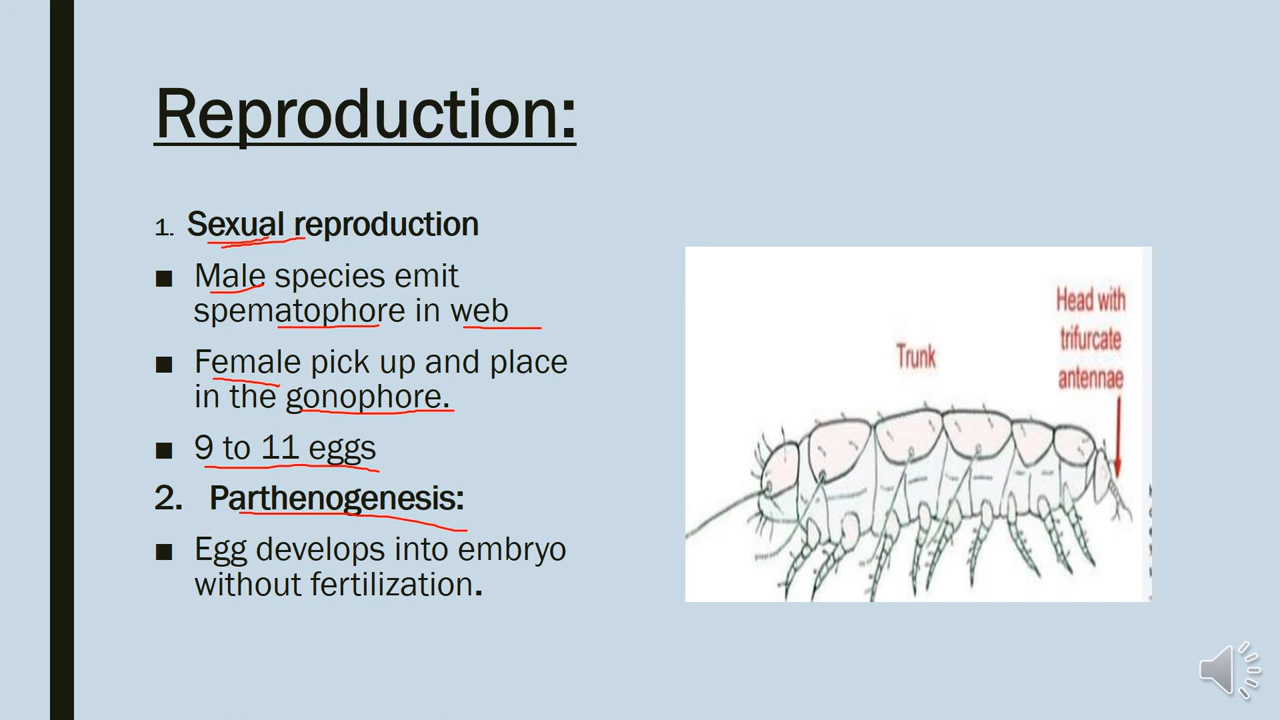 Reproduction:
1. Sexual reproduction
■ Male species emit
spematophore in web
■ Female pick up and place
in the gonophore.
■ 9 to 11 eggs
2. Parthenogenesis:
■ Egg develops into embryo
without fertilization.
Trunk
Head with
trifurcate
antennae